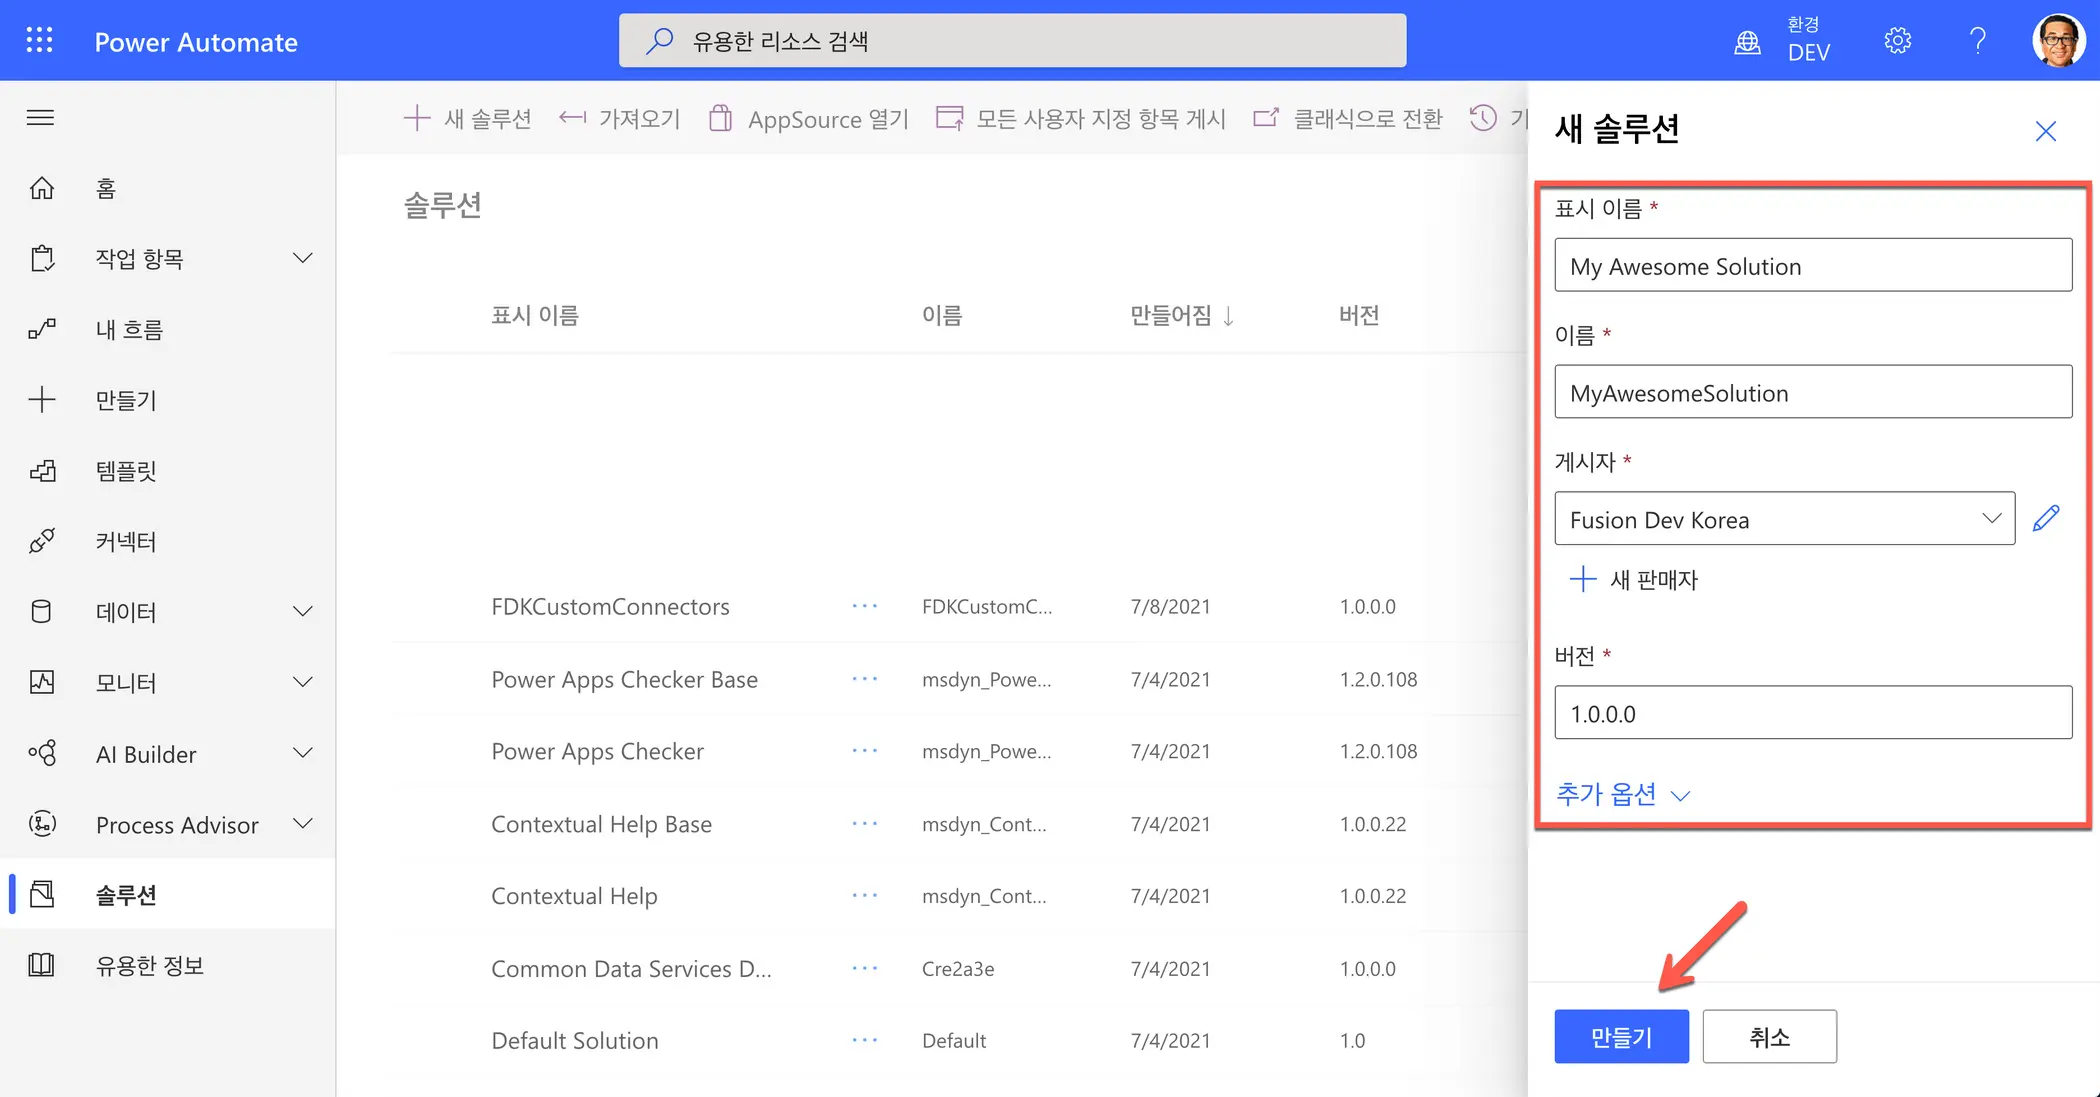 Power Automate
유용한 리소스 검색
환경
DEV
새 솔루션
가져오기
AppSource 열기
모든 사용자 지정 항목 게시
클래식으로 전환
홈
작업 항목
내 흐름
만들기
템플릿
커넥터
데이터
모니터
AI Builder
Process Advisor
솔루션
유용한 정보
솔루션
표시 이름 이름 만들어짐 ↓ 버전
FDKCustomConnectors ··· FDKCustomC... 7/8/2021 1.0.0.0
Power Apps Checker Base ··· msdyn_Powe... 7/4/2021 1.2.0.108
Power Apps Checker ··· msdyn_Powe... 7/4/2021 1.2.0.108
Contextual Help Base ··· msdyn_Cont... 7/4/2021 1.0.0.22
Contextual Help ··· msdyn_Cont... 7/4/2021 1.0.0.22
Common Data Services D... ··· Cre2a3e 7/4/2021 1.0.0.0
Default Solution ··· Default 7/4/2021 1.0
새 솔루션
표시 이름 *
My Awesome Solution
이름 *
MyAwesomeSolution
게시자 *
Fusion Dev Korea
새 판매자
버전 *
1.0.0.0
추가 옵션
만들기
취소